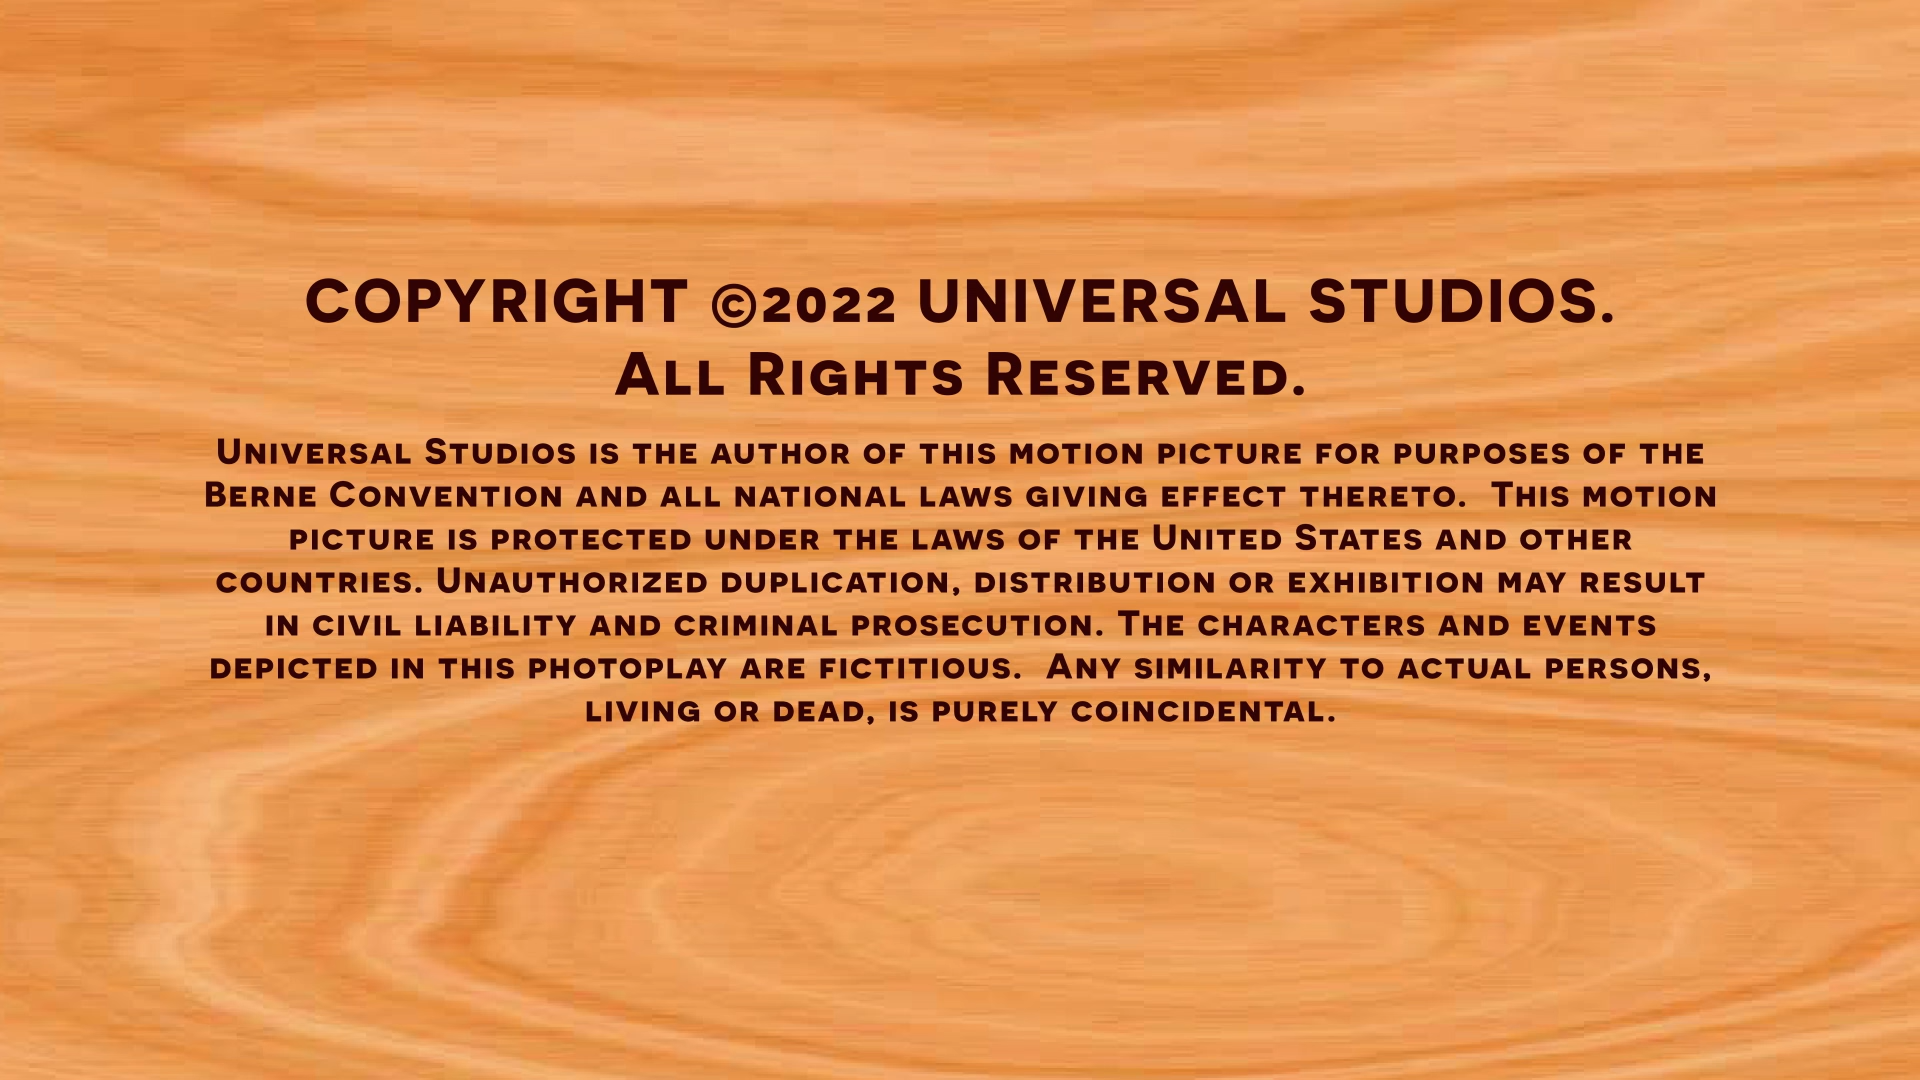 COPYRIGHT ©2022 UNIVERSAL STUDIOS.
All Rights Reserved.
Universal Studios is the author of this motion picture for purposes of the
Berne Convention and all national laws giving effect thereto.  This motion
picture is protected under the laws of the United States and other
countries. Unauthorized duplication, distribution or exhibition may result
in civil liability and criminal prosecution. The characters and events
depicted in this photoplay are fictitious.  Any similarity to actual persons,
living or dead, is purely coincidental.